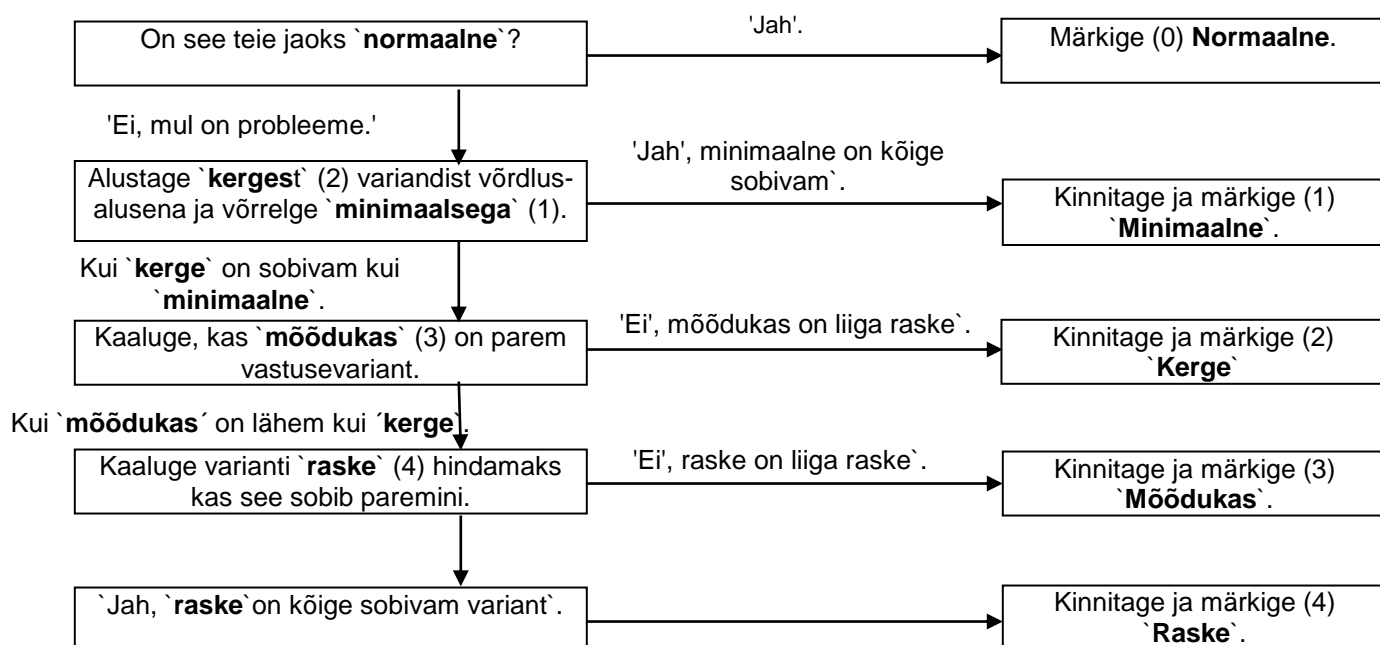 On see teie jaoks `normaalne`?
'Jah'.
Märkige (0) Normaalne.
'Ei, mul on probleeme.'
Alustage `kergest` (2) variandist võrdlus-
alusena ja võrrelge `minimaalsega` (1).
'Jah', minimaalne on kõige
sobivam`.
Kinnitage ja märkige (1)
`Minimaalne`.
Kui `kerge` on sobivam kui
`minimaalne`.
Kaaluge, kas `mõõdukas` (3) on parem
vastusevariant.
'Ei', mõõdukas on liiga raske`.
Kinnitage ja märkige (2)
`Kerge`
Kui `mõõdukas´ on lähem kui ´kerge`.
Kaaluge varianti `raske` (4) hindamaks
kas see sobib paremini.
'Ei', raske on liiga raske`.
Kinnitage ja märkige (3)
`Mõõdukas`.
`Jah, `raske`on kõige sobivam variant`.
Kinnitage ja märkige (4)
`Raske`.